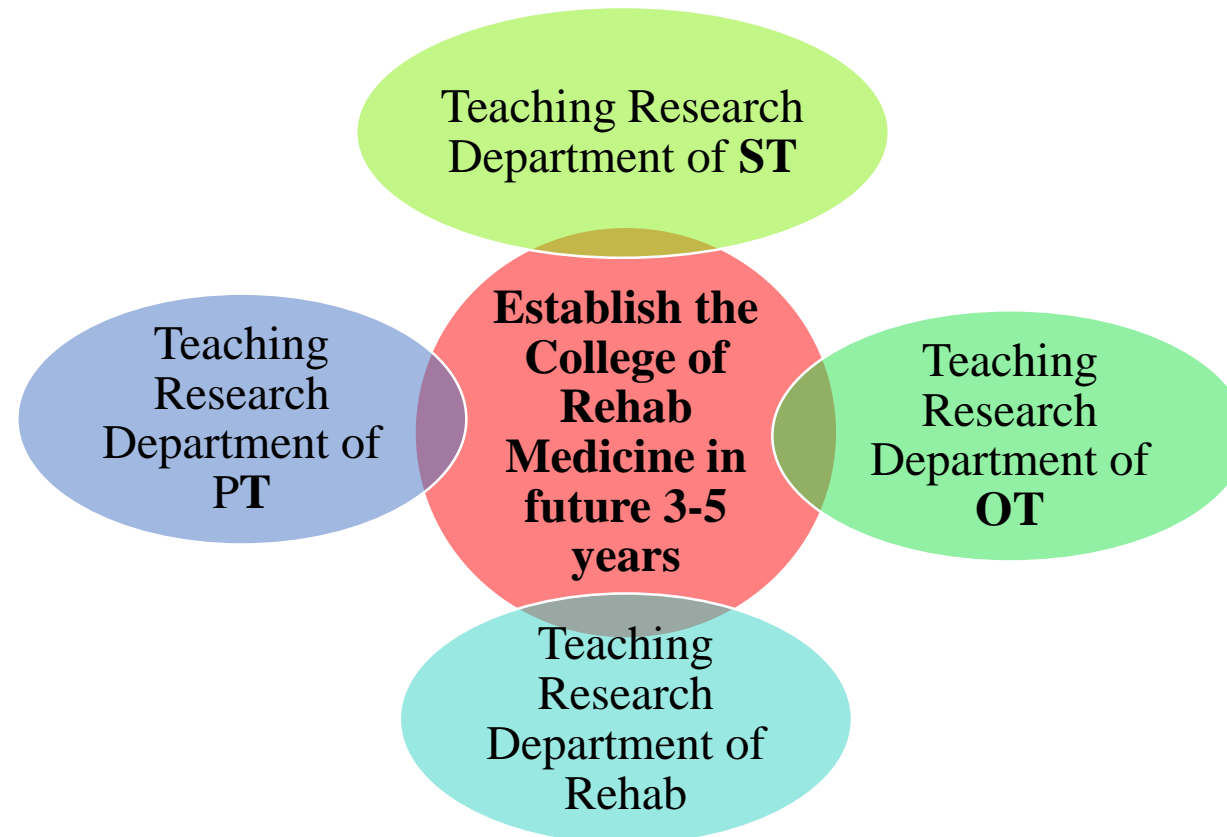 Teaching Research
Department of ST
Establish the
College of
Rehab
Medicine in
future 3-5
years
Teaching
Research
Department of
PT
Teaching
Research
Department of
OT
Teaching
Research
Department of
Rehab